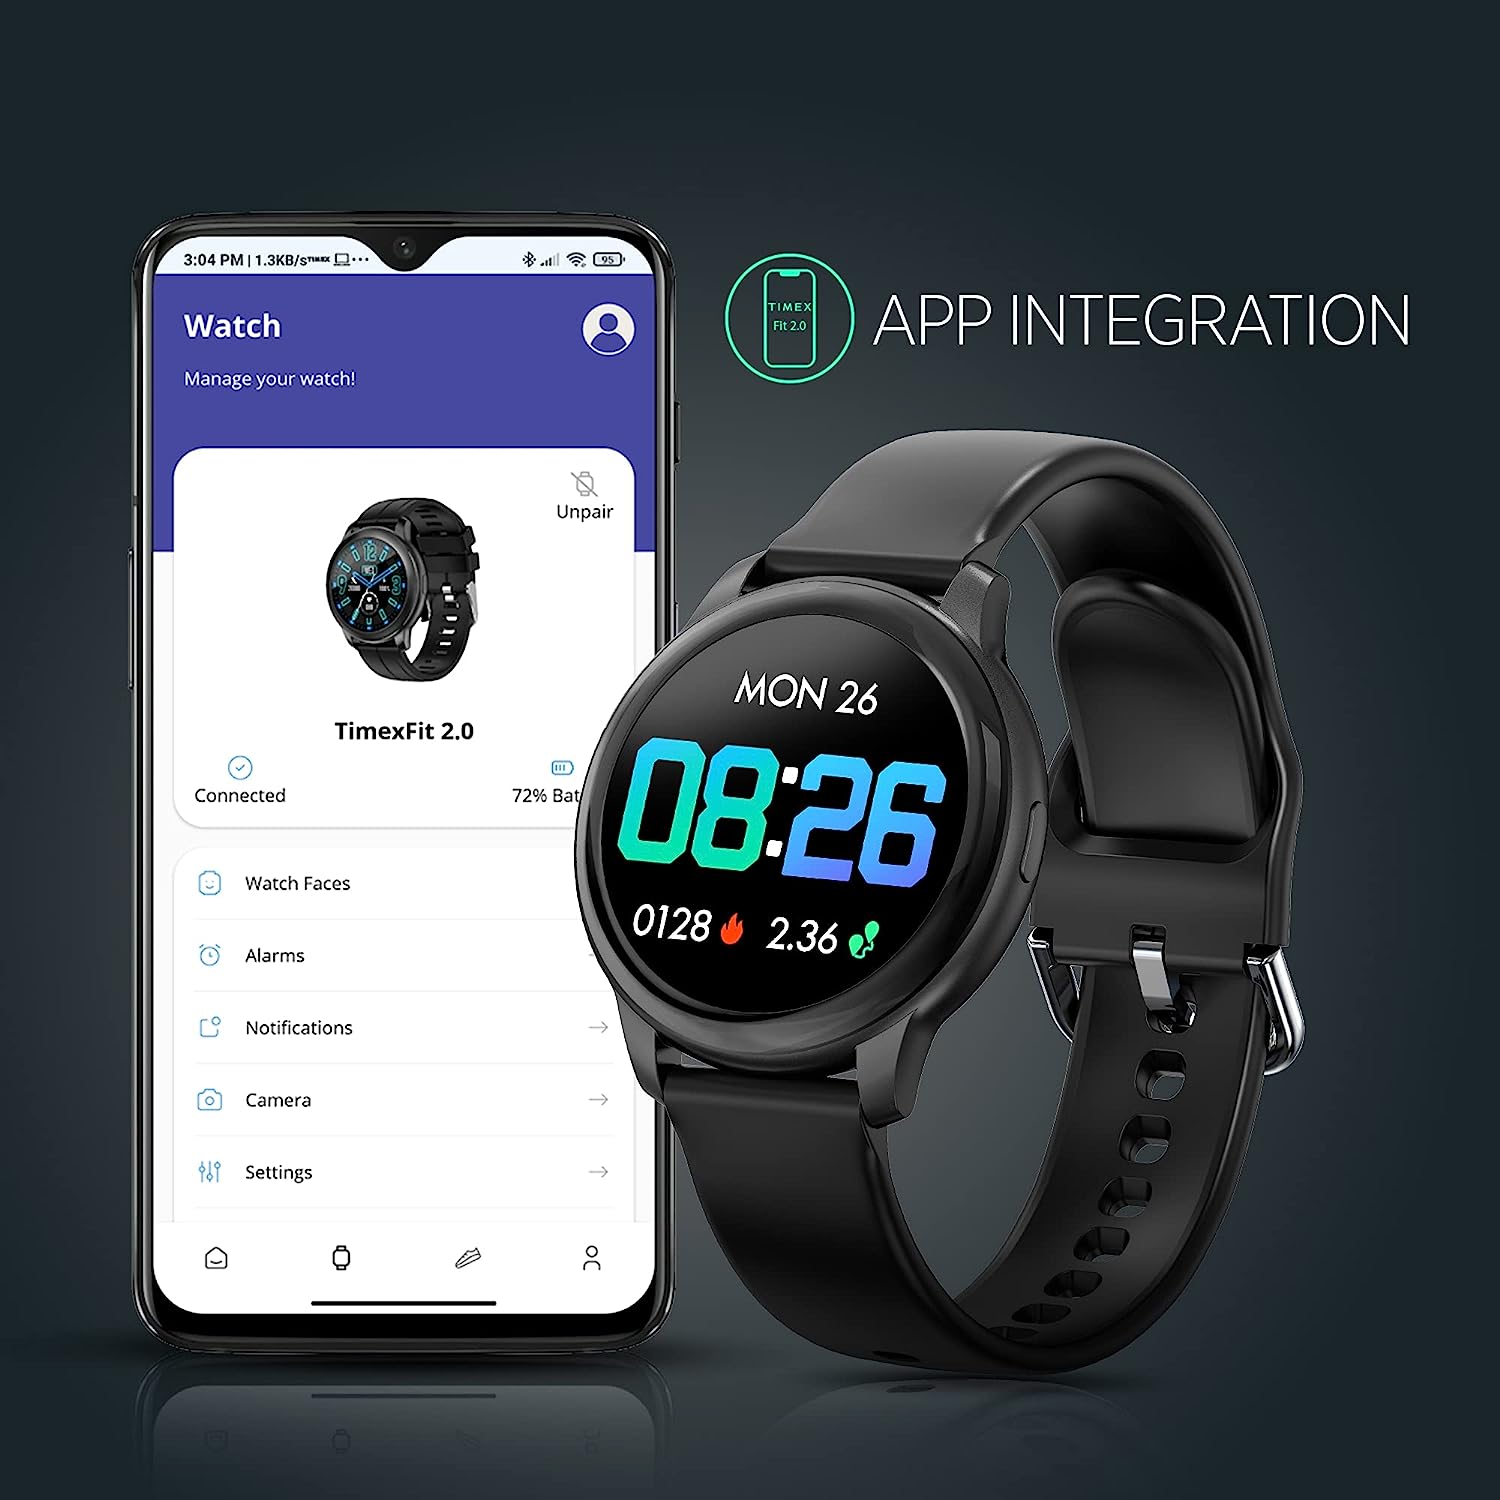 3:04 PM | 1.3KB/s TIMEX
95
Watch
Manage your watch!
Unpair
TimexFit 2.0
Connected
72% Bat
Watch Faces
Alarms
Notifications
Camera
Settings
TIMEX
Fit 2.0
APP INTEGRATION
MON 26
08:26
0128 2.36